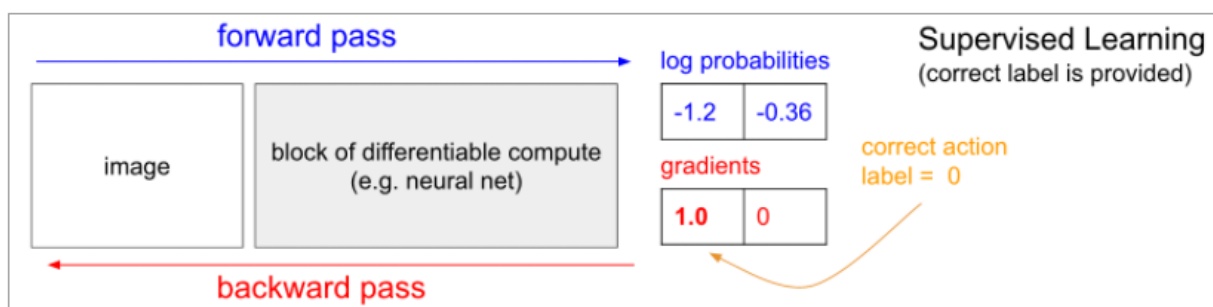 forward pass
Supervised Learning
(correct label is provided)
log probabilities
-1.2 -0.36
image
block of differentiable compute
(e.g. neural net)
correct action
label = 0
gradients
1.0 0
backward pass